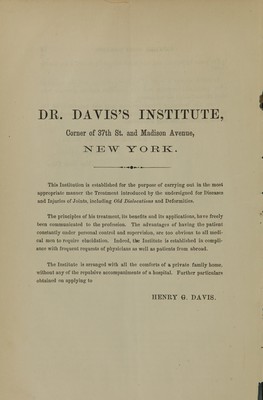 DR. DAVIS'S INSTITUTE,
Corner of 37th St. and Madison Avenue,
NEW YORK.
This Institution is established for the purpose of carrying out in the most
appropriate manner the Treatment introduced by the undersigned for Diseases
and Injuries of Joints, including Old Dislocations and Deformities.
The principles of his treatment, its benefits and its applications, have freely
been communicated to the profession. The advantages of having the patient
constantly under personal control and supervision, are too obvious to all medi-
cal men to require elucidation. Indeed, the Institute is established in compli-
ance with frequent requests of physicians as well as patients from abroad.
The Institute is arranged with all the comforts of a private family home,
without any of the repulsive accompaniments of a hospital. Further particulars
obtained on applying to
HENRY G. DAVIS.